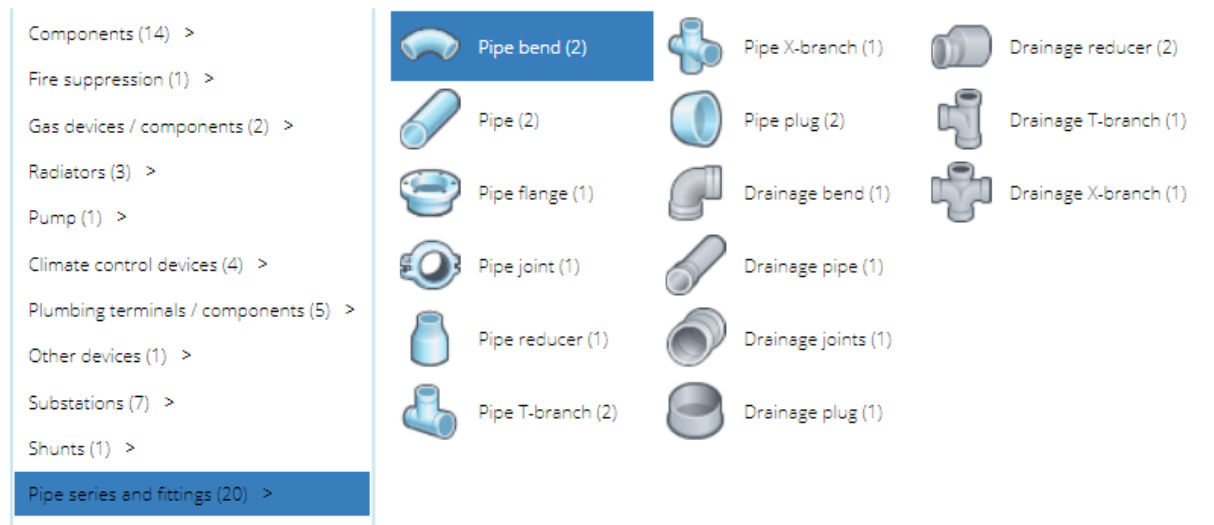 Components (14) >
Fire suppression (1) >
Gas devices / components (2) >
Radiators (3) >
Pump (1) >
Climate control devices (4) >
Plumbing terminals / components (5) >
Other devices (1) >
Substations (7) >
Shunts (1) >
Pipe series and fittings (20) >
Pipe bend (2)
Pipe (2)
Pipe flange (1)
Pipe joint (1)
Pipe reducer (1)
Pipe T-branch (2)
Pipe X-branch (1)
Pipe plug (2)
Drainage bend (1)
Drainage pipe (1)
Drainage joints (1)
Drainage plug (1)
Drainage reducer (2)
Drainage T-branch (1)
Drainage X-branch (1)